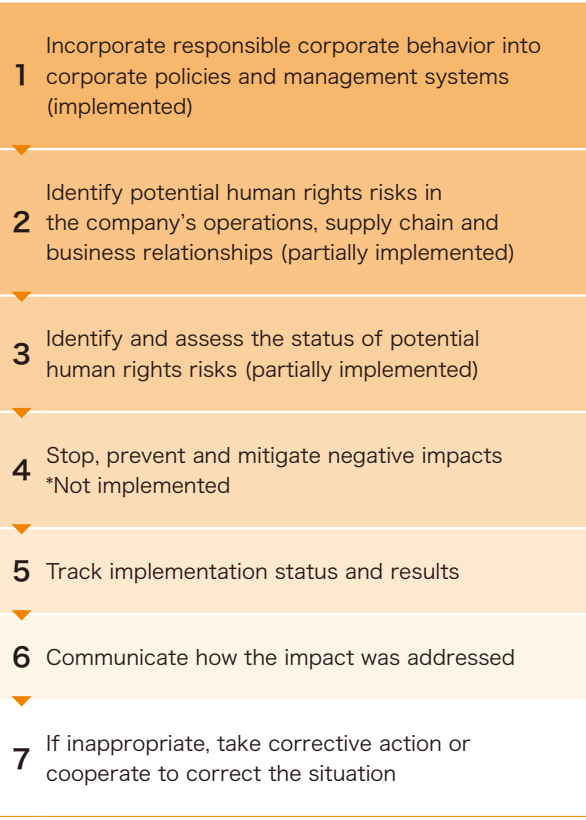 1
Incorporate responsible corporate behavior into
corporate policies and management systems
(implemented)
2
Identify potential human rights risks in
the company’s operations, supply chain and
business relationships (partially implemented)
3
Identify and assess the status of potential
human rights risks (partially implemented)
4
Stop, prevent and mitigate negative impacts
*Not implemented
5
Track implementation status and results
6
Communicate how the impact was addressed
7
If inappropriate, take corrective action or
cooperate to correct the situation